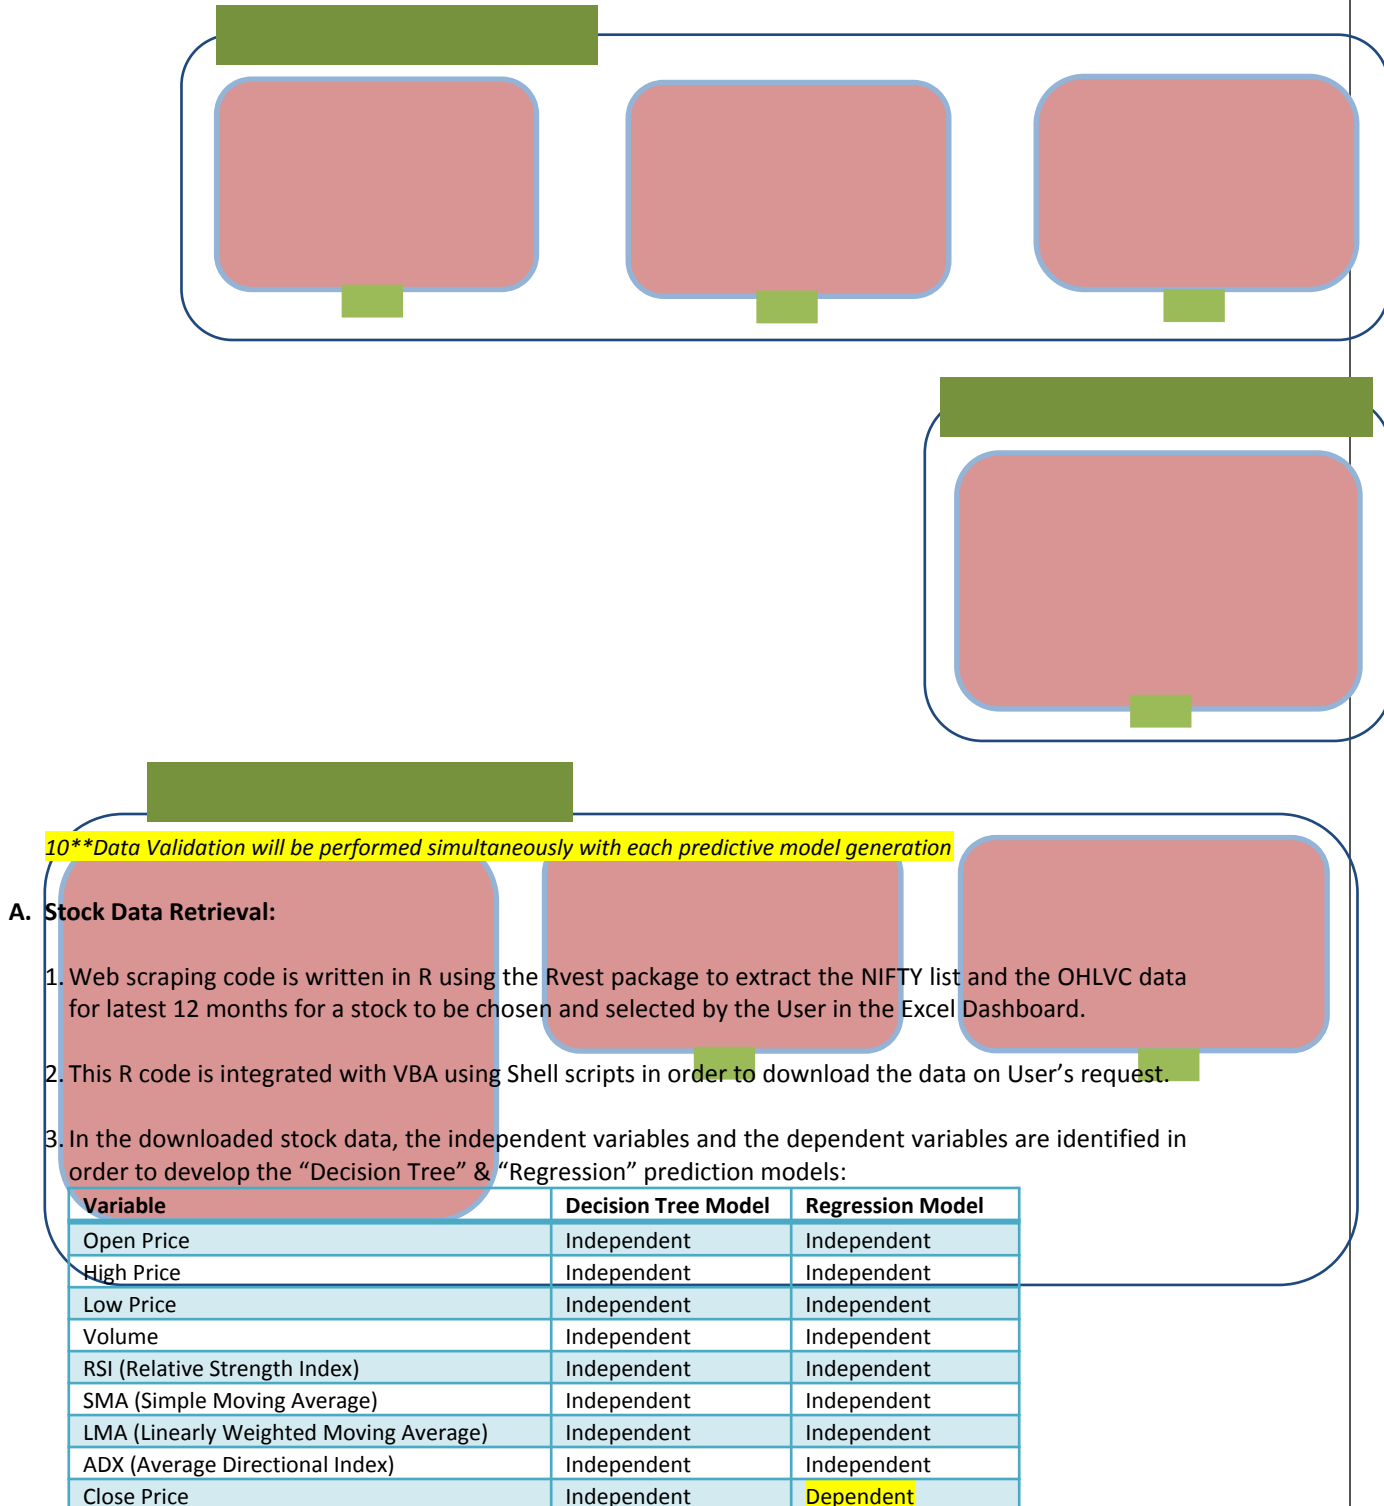 10**Data Validation will be performed simultaneously with each predictive model generation
A. Stock Data Retrieval:
1. Web scraping code is written in R using the Rvest package to extract the NIFTY list and the OHLVC data
for latest 12 months for a stock to be chosen and selected by the User in the Excel Dashboard.
2. This R code is integrated with VBA using Shell scripts in order to download the data on User’s request.
3. In the downloaded stock data, the independent variables and the dependent variables are identified in
order to develop the “Decision Tree” & “Regression” prediction models:
Variable Decision Tree Model Regression Model
Open Price Independent Independent
High Price Independent Independent
Low Price Independent Independent
Volume Independent Independent
RSI (Relative Strength Index) Independent Independent
SMA (Simple Moving Average) Independent Independent
LMA (Linearly Weighted Moving Average) Independent Independent
ADX (Average Directional Index) Independent Independent
Close Price Independent Dependent